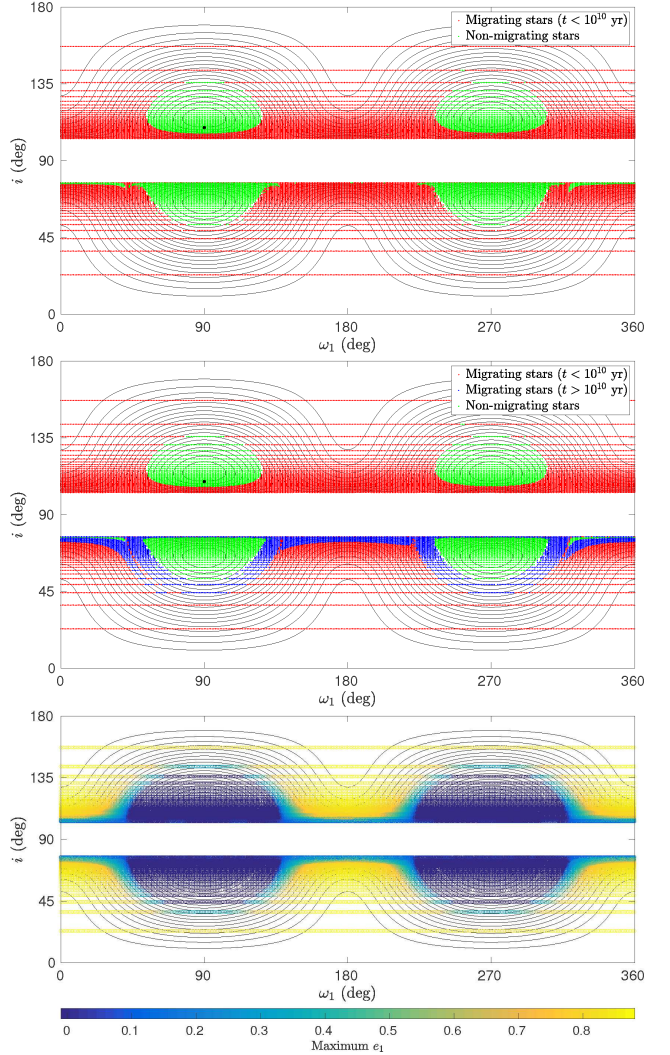 180
Migrating stars (t < 10^10 yr)
Non-migrating stars
135
i (deg)
90
45
0
0 90 180 270 360
ω1 (deg)
180
Migrating stars (t < 10^10 yr)
Migrating stars (t > 10^10 yr)
Non-migrating stars
135
i (deg)
90
45
0
0 90 180 270 360
ω1 (deg)
180
135
i (deg)
90
45
0
0 90 180 270 360
ω1 (deg)
0 0.1 0.2 0.3 0.4 0.5 0.6 0.7 0.8
Maximum e1